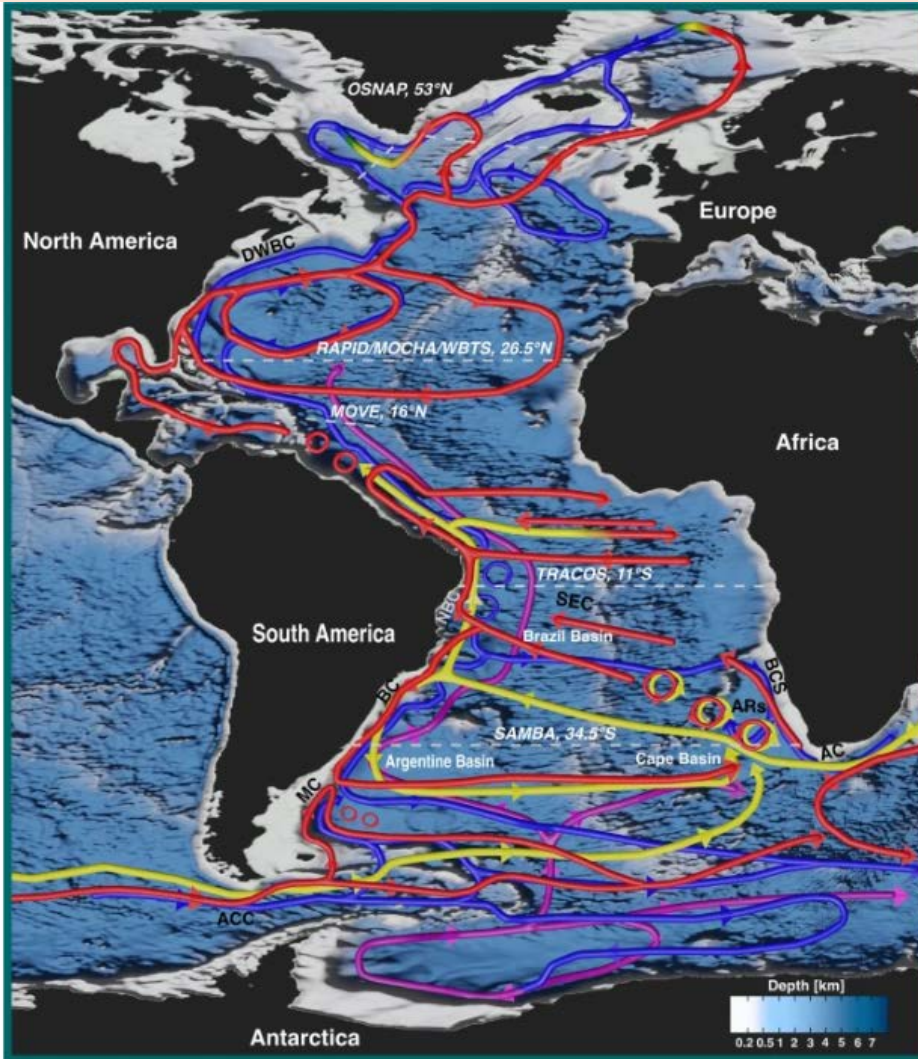 OSNAP, 53°N
North America
Europe
DWBC
RAPID/MOCHA/WBTS, 26.5°N
MOVE, 16°N
Africa
TRACOS, 11°S
NBC
SEC
South America
Brazil Basin
BC
BCS
ARs
SAMBA, 34.5°S
AC
Argentine Basin
Cape Basin
MC
ACC
Depth [km]
0.2 0.5 1 2 3 4 5 6 7
Antarctica